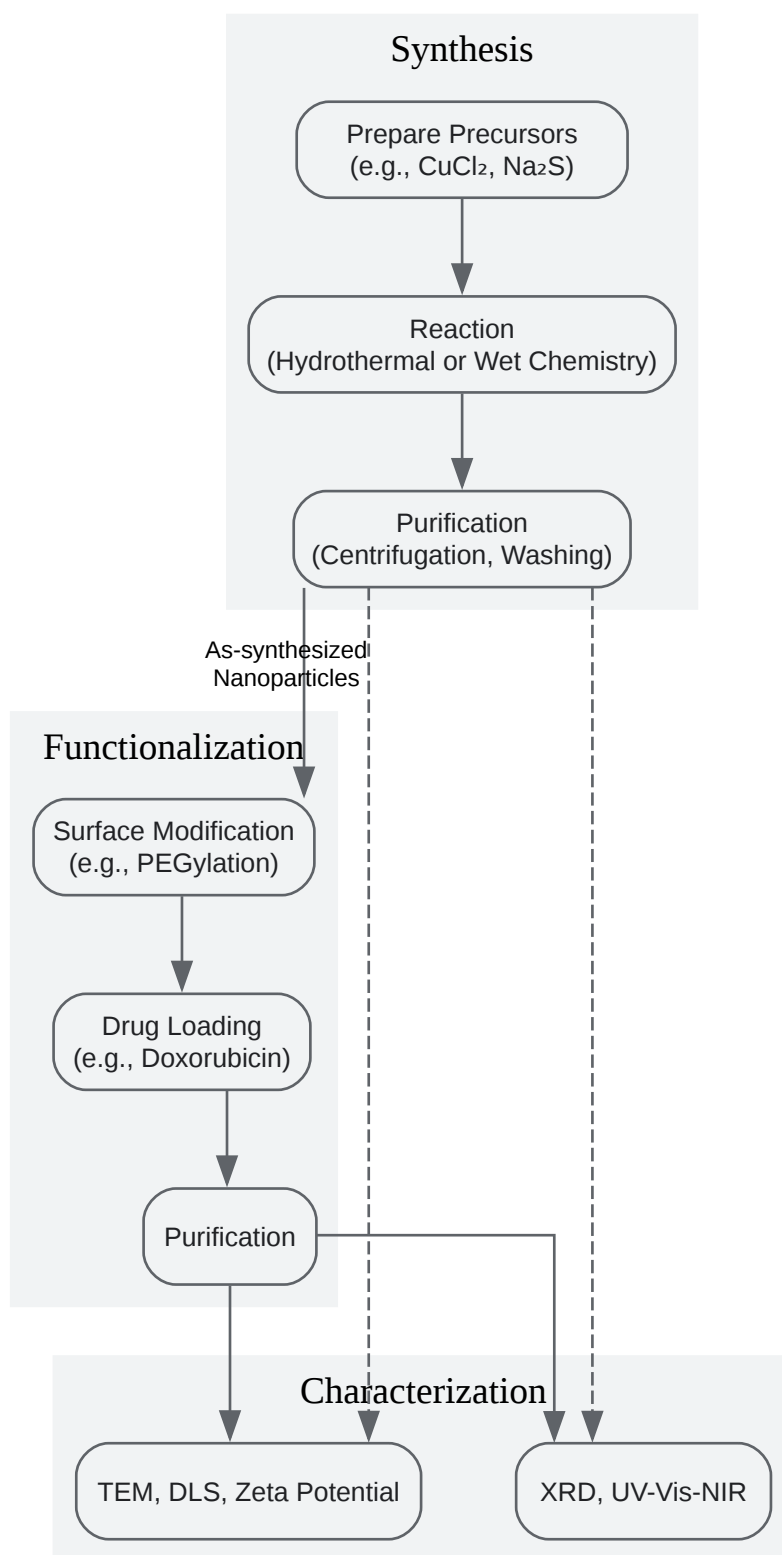 Synthesis
Prepare Precursors
(e.g., CuCl₂, Na₂S)
Reaction
(Hydrothermal or Wet Chemistry)
Purification
(Centrifugation, Washing)
As-synthesized
Nanoparticles
Functionalization
Surface Modification
(e.g., PEGylation)
Drug Loading
(e.g., Doxorubicin)
Purification
Characterization
TEM, DLS, Zeta Potential
XRD, UV-Vis-NIR